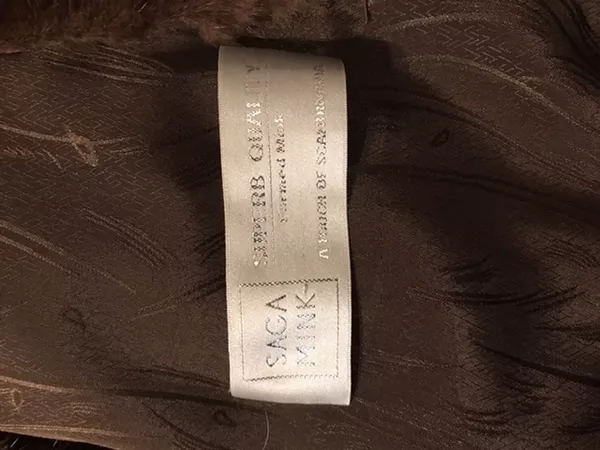 SAGA
MINK
SUPERB QUALITY
Farmed Mink
A TOUCH OF SCANDINAVIA